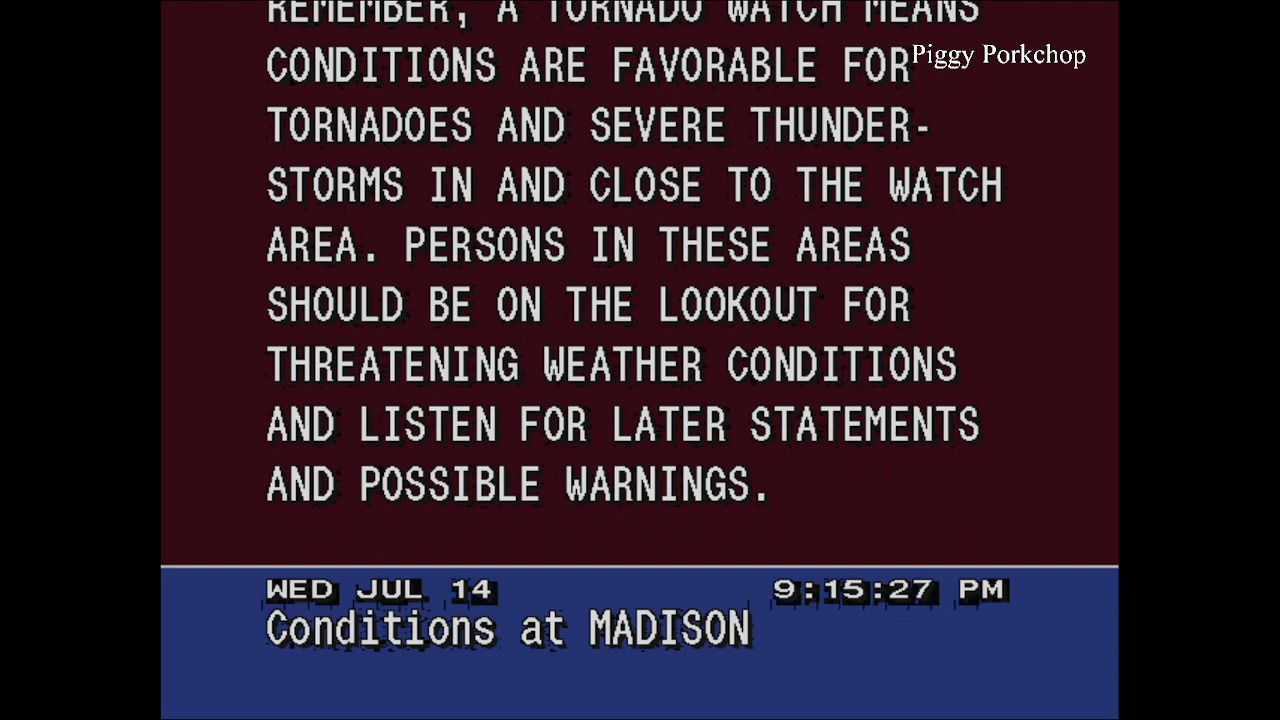 REMEMBER, A TORNADO WATCH MEANS
CONDITIONS ARE FAVORABLE FOR
Piggy Porkchop
TORNADOES AND SEVERE THUNDER-
STORMS IN AND CLOSE TO THE WATCH
AREA. PERSONS IN THESE AREAS
SHOULD BE ON THE LOOKOUT FOR
THREATENING WEATHER CONDITIONS
AND LISTEN FOR LATER STATEMENTS
AND POSSIBLE WARNINGS.
WED JUL 14 9:15:27 PM
Conditions at MADISON